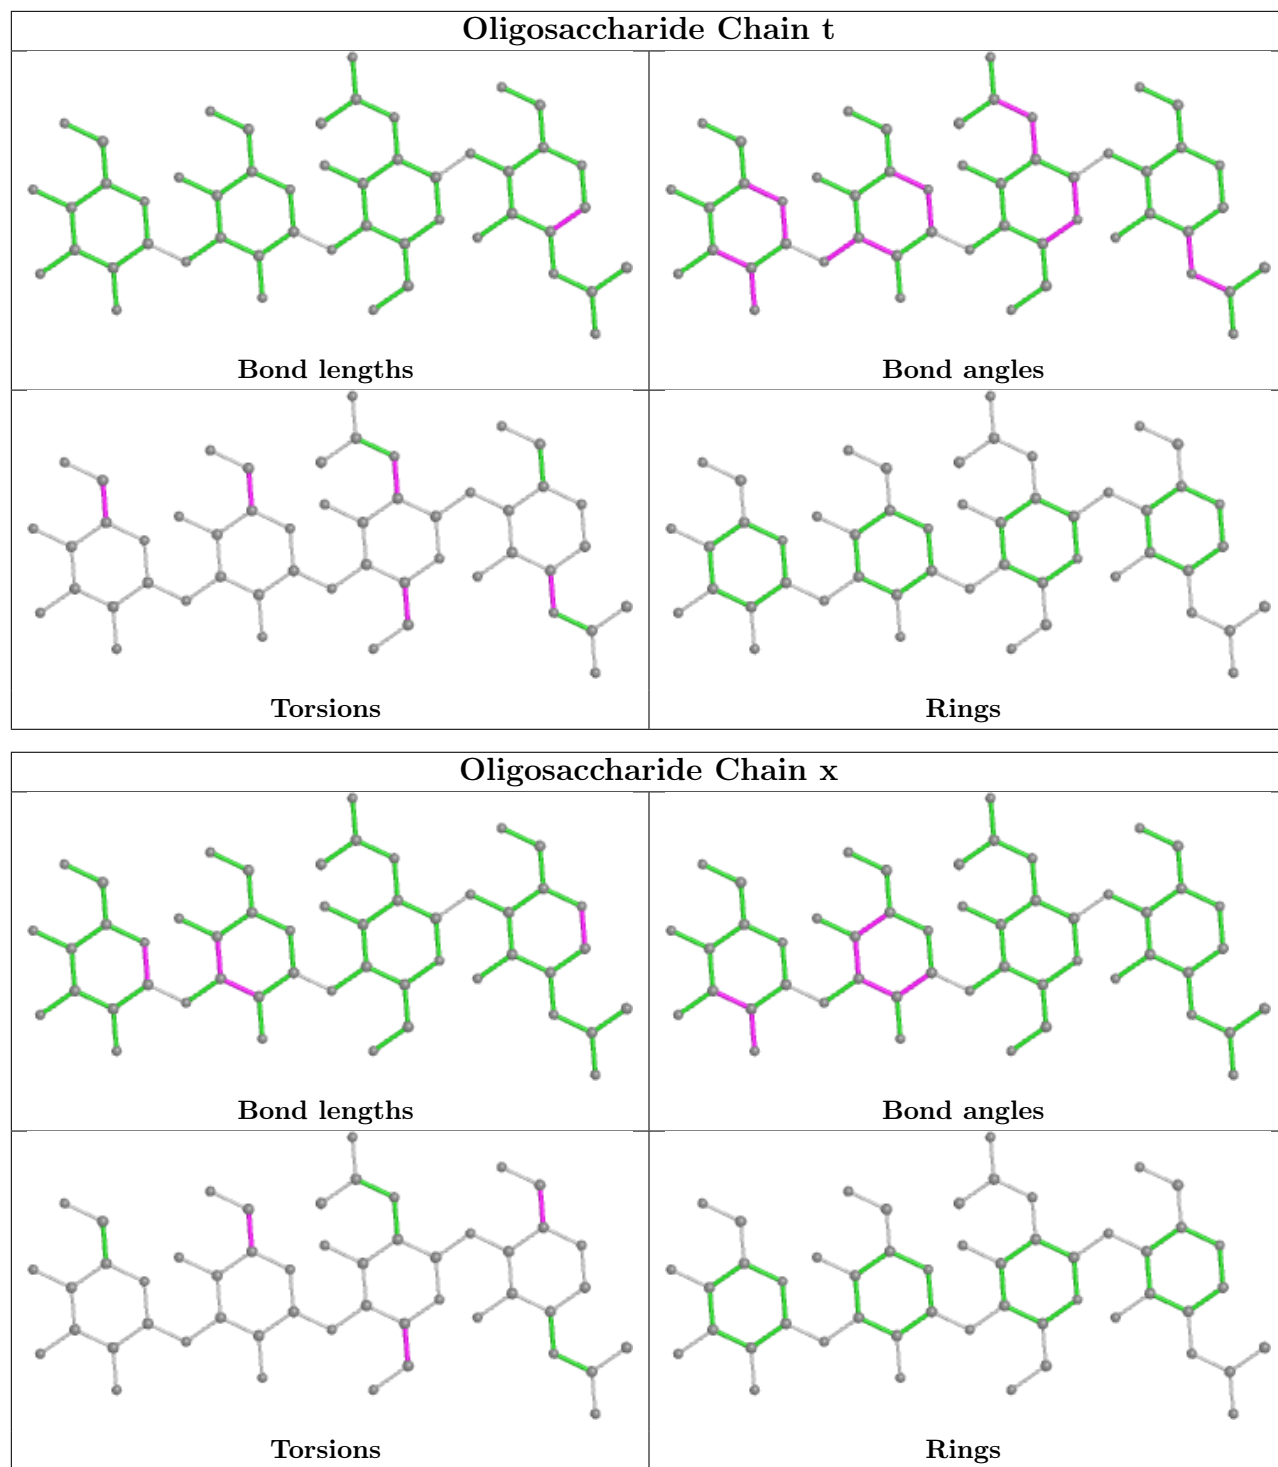 Oligosaccharide Chain t
Bond lengths
Bond angles
Torsions
Rings
Oligosaccharide Chain x
Bond lengths
Bond angles
Torsions
Rings